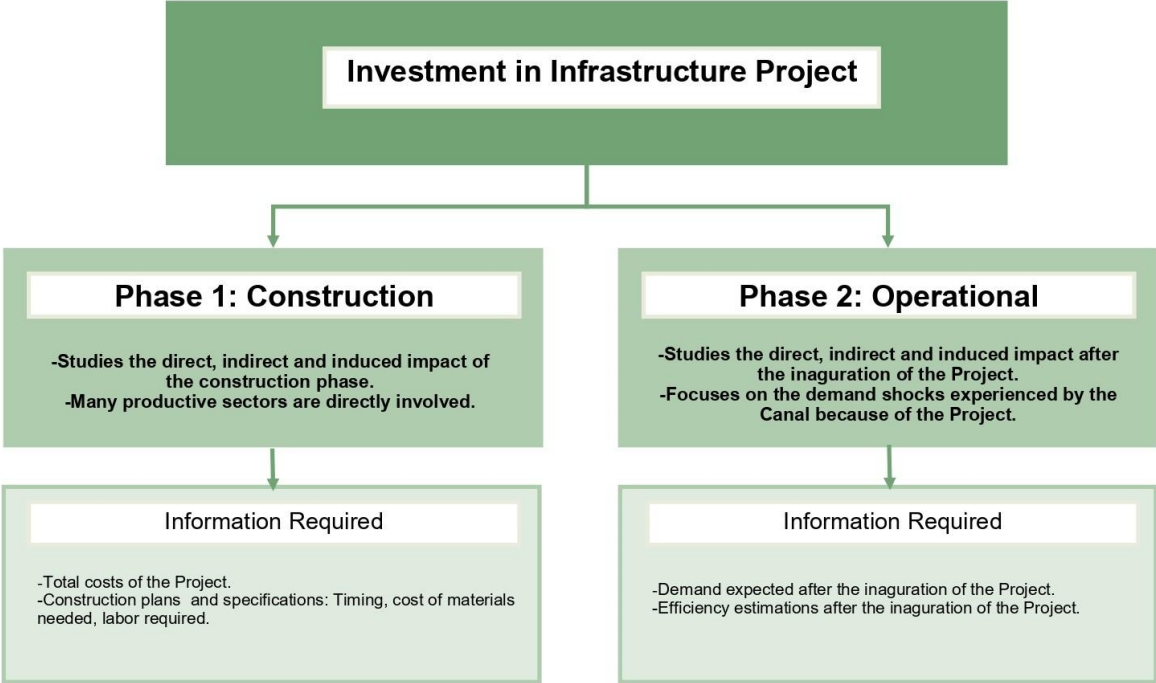 Investment in Infrastructure Project
Phase 1: Construction
-Studies the direct, indirect and induced impact of
the construction phase.
-Many productive sectors are directly involved.
Information Required
-Total costs of the Project.
-Construction plans  and specifications: Timing, cost of materials
needed, labor required.
Phase 2: Operational
-Studies the direct, indirect and induced impact after
the inaguration of the Project.
-Focuses on the demand shocks experienced by the
Canal because of the Project.
Information Required
-Demand expected after the inaguration of the Project.
-Efficiency estimations after the inaguration of the Project.